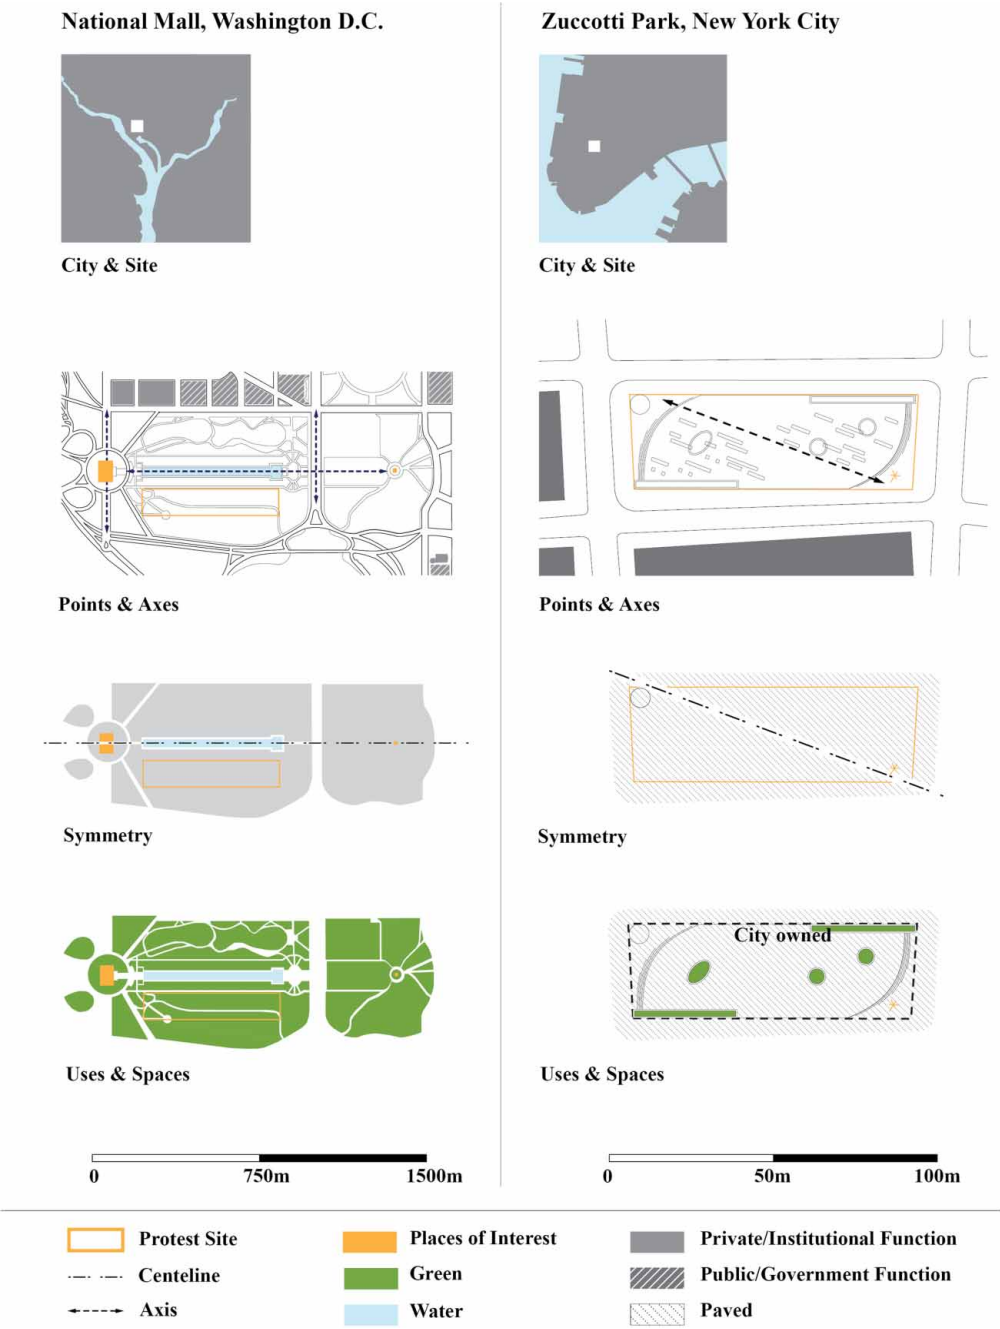 National Mall, Washington D.C.
City & Site
Points & Axes
Symmetry
Uses & Spaces
0 750m 1500m
Zuccotti Park, New York City
City & Site
Points & Axes
Symmetry
City owned
Uses & Spaces
0 50m 100m
Protest Site
Centeline
Axis
Places of Interest
Green
Water
Private/Institutional Function
Public/Government Function
Paved